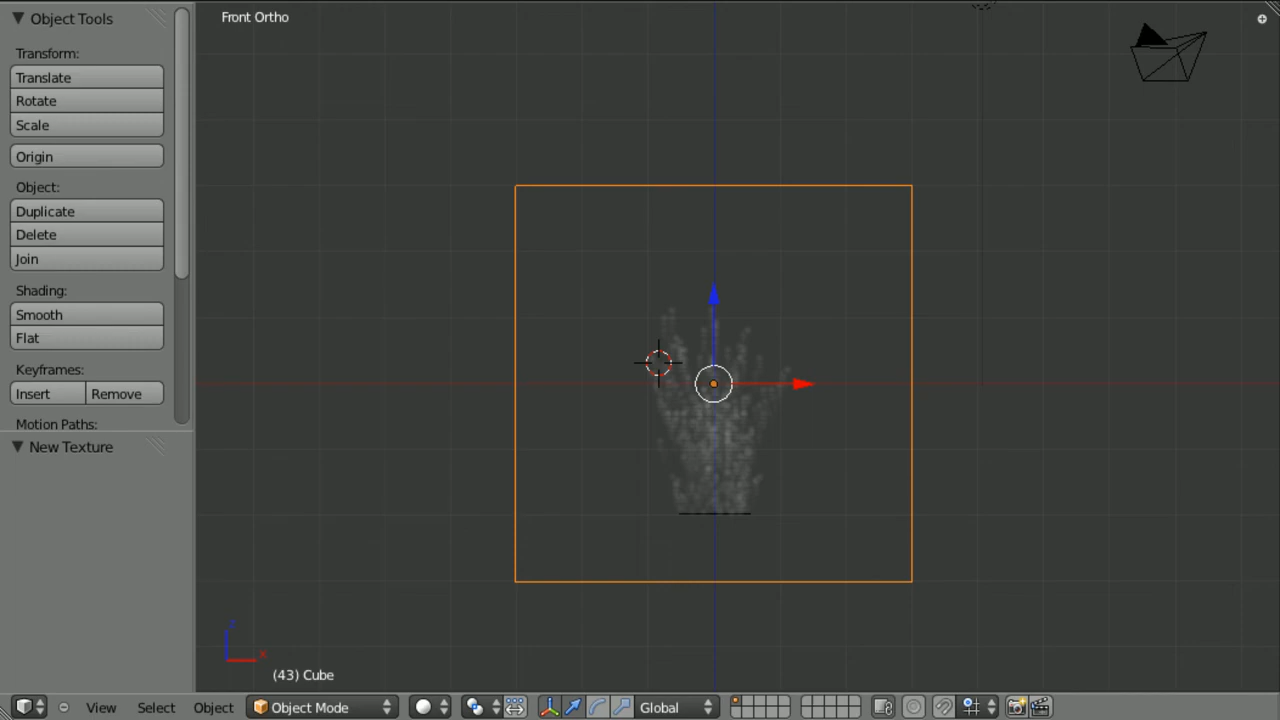 Object Tools
Transform:
Translate
Rotate
Scale
Origin
Object:
Duplicate
Delete
Join
Shading:
Smooth
Flat
Keyframes:
Insert Remove
Motion Paths:
New Texture
Front Ortho
z
x
(43) Cube
View Select Object Object Mode Global